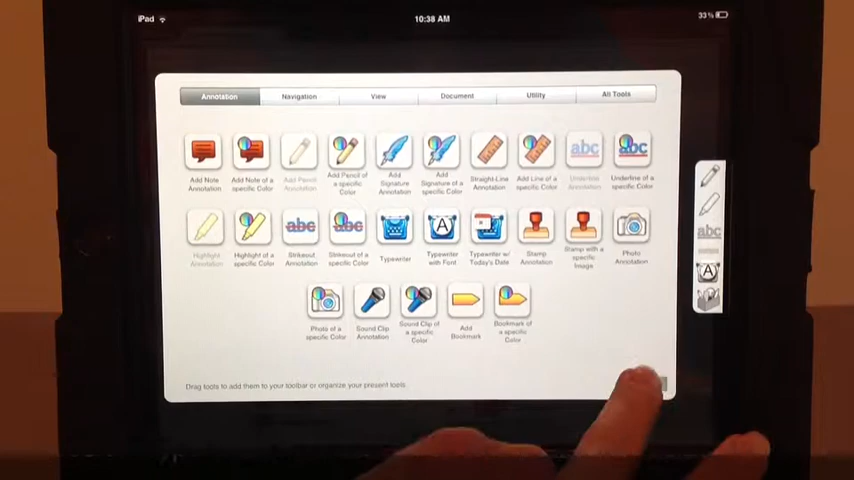 iPad 10:38 AM 33%
Annotation Navigation View Document Utility All Tools
Add Note Annotation
Add Note of a specific Color
Add Pencil Annotation
Add Pencil of a specific Color
Add Signature Annotation
Add Signature of a specific Color
Straight-Line Annotation
Add Line of a specific Color
abc
Underline Annotation
abc
Underline of a specific Color
Highlight Annotation
Highlight of a specific Color
abc
Strikeout Annotation
abc
Strikeout of a specific Color
Typewriter
A
Typewriter with Font
Typewriter w/ Today's Date
Stamp Annotation
Stamp with a specific Image
Photo Annotation
Photo of a specific Color
Sound Clip Annotation
Sound Clip of a specific Color
Add Bookmark
Bookmark of a specific Color
abc
A
Drag tools to add them to your toolbar or organize your present tools.